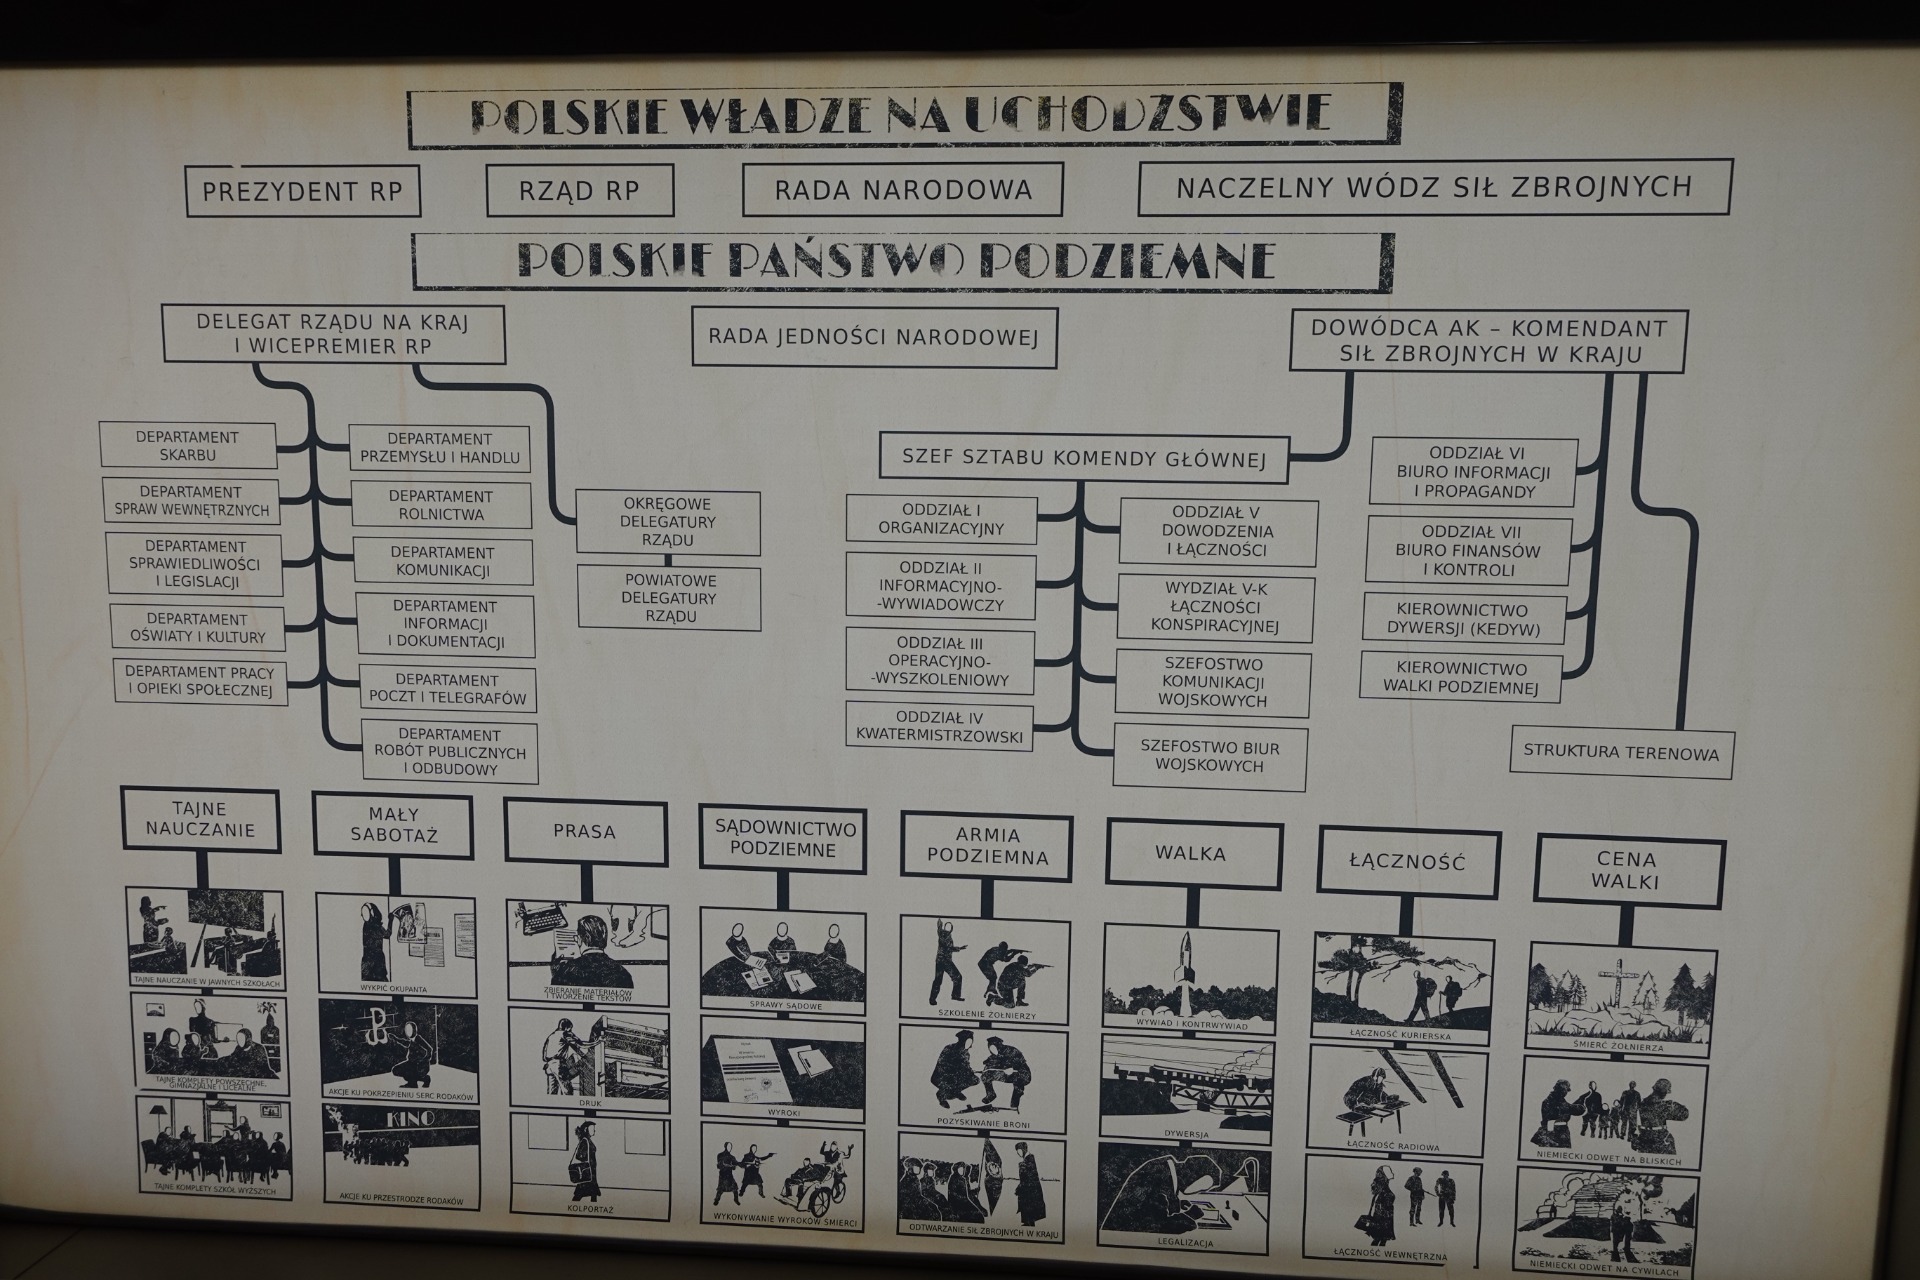 POLSKIE WŁADZE NA UCHODZSTWIE
PREZYDENT RP
RZĄD RP
RADA NARODOWA
NACZELNY WÓDZ SIŁ ZBROJNYCH
POLSKIE PAŃSTWO PODZIEMNE
DELEGAT RZĄDU NA KRAJ
I WICEPREMIER RP
RADA JEDNOŚCI NARODOWEJ
DOWÓDCA AK – KOMENDANT
SIŁ ZBROJNYCH W KRAJU
DEPARTAMENT
SKARBU
DEPARTAMENT
SPRAW WEWNĘTRZNYCH
DEPARTAMENT
SPRAWIEDLIWOŚCI
I LEGISLACJI
DEPARTAMENT
OŚWIATY I KULTURY
DEPARTAMENT PRACY
I OPIEKI SPOŁECZNEJ
DEPARTAMENT
PRZEMYSŁU I HANDLU
DEPARTAMENT
ROLNICTWA
DEPARTAMENT
KOMUNIKACJI
DEPARTAMENT
INFORMACJI
I DOKUMENTACJI
DEPARTAMENT
POCZT I TELEGRAFÓW
DEPARTAMENT
ROBÓT PUBLICZNYCH
I ODBUDOWY
OKRĘGOWE
DELEGATURY
RZĄDU
POWIATOWE
DELEGATURY
RZĄDU
SZEF SZTABU KOMENDY GŁÓWNEJ
ODDZIAŁ I
ORGANIZACYJNY
ODDZIAŁ II
INFORMACYJNO-
-WYWIADOWCZY
ODDZIAŁ III
OPERACYJNO-
-WYSZKOLENIOWY
ODDZIAŁ IV
KWATERMISTRZOWSKI
ODDZIAŁ V
DOWODZENIA
I ŁĄCZNOŚCI
WYDZIAŁ V-K
ŁĄCZNOŚCI
KONSPIRACYJNEJ
SZEFOSTWO
KOMUNIKACJI
WOJSKOWYCH
SZEFOSTWO BIUR
WOJSKOWYCH
ODDZIAŁ VI
BIURO INFORMACJI
I PROPAGANDY
ODDZIAŁ VII
BIURO FINANSÓW
I KONTROLI
KIEROWNICTWO
DYWERSJI (KEDYW)
KIEROWNICTWO
WALKI PODZIEMNEJ
STRUKTURA TERENOWA
TAJNE
NAUCZANIE
TAJNE NAUCZANIE W JAWNYCH SZKOŁACH
TAJNE KOMPLETY POWSZECHNE,
GIMNAZJALNE I LICEALNE
TAJNE KOMPLETY SZKÓŁ WYŻSZYCH
MAŁY
SABOTAŻ
WYKPIĆ OKUPANTA
AKCJE KU POKRZEPIENIU SERC RODAKÓW
KINO
AKCJE KU PRZESTRODZE RODAKÓW
PRASA
ZBIERANIE MATERIAŁÓW
I TWORZENIE TEKSTÓW
DRUK
KOLPORTAŻ
SĄDOWNICTWO
PODZIEMNE
SPRAWY SĄDOWE
WYROKI
WYKONYWANIE WYROKÓW ŚMIERCI
ARMIA
PODZIEMNA
SZKOLENIE ŻOŁNIERZY
POZYSKIWANIE BRONI
ODTWARZANIE SIŁ ZBROJNYCH W KRAJU
WALKA
WYWIAD I KONTRWYWIAD
DYWERSJA
LEGALIZACJA
ŁĄCZNOŚĆ
ŁĄCZNOŚĆ KURIERSKA
ŁĄCZNOŚĆ RADIOWA
ŁĄCZNOŚĆ WEWNĘTRZNA
CENA
WALKI
ŚMIERĆ ŻOŁNIERZA
NIEMIECKI ODWET NA BLISKICH
NIEMIECKI ODWET NA CYWILACH